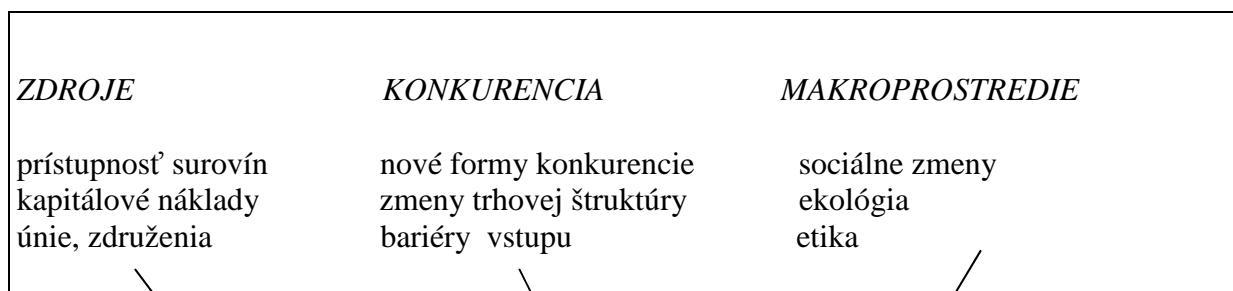 ZDROJE KONKURENCIA MAKROPROSTREDIE
prístupnosť surovín nové formy konkurencie sociálne zmeny
kapitálové náklady zmeny trhovej štruktúry ekológia
únie, združenia bariéry vstupu etika